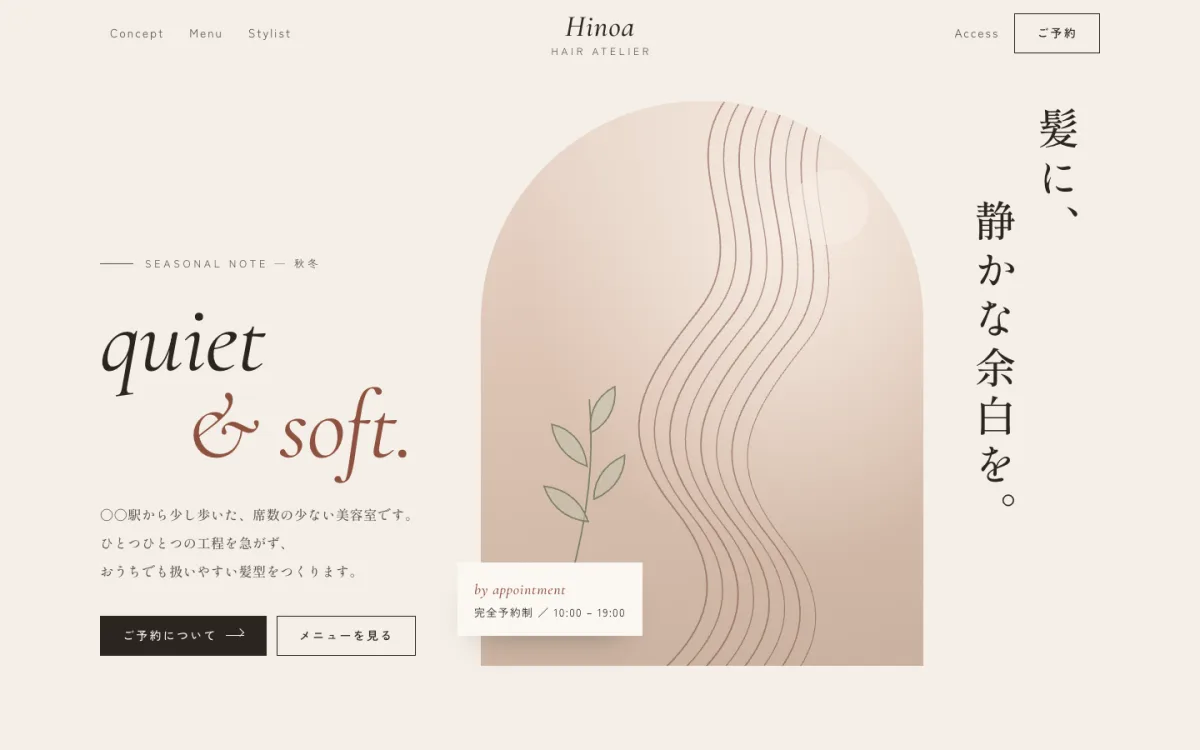 Concept
Menu
Stylist
Hinoa
HAIR ATELIER
Access
ご予約
髪に、
静かな余白を。
SEASONAL NOTE — 秋冬
quiet
& soft.
〇〇駅から少し歩いた、席数の少ない美容室です。
ひとつひとつの工程を急がず、
おうちでも扱いやすい髪型をつくります。
ご予約について
メニューを見る
by appointment
完全予約制 ／ 10:00 – 19:00